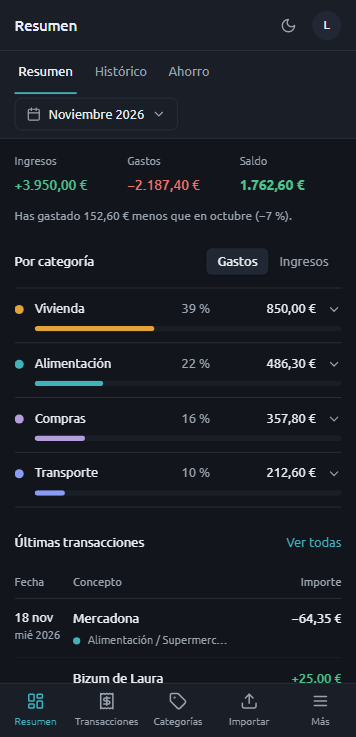 Resumen
L
Resumen Histórico Ahorro
Noviembre 2026
Ingresos Gastos Saldo
+3.950,00 € −2.187,40 € 1.762,60 €
Has gastado 152,60 € menos que en octubre (−7 %).
Por categoría Gastos Ingresos
Vivienda 39 % 850,00 €
Alimentación 22 % 486,30 €
Compras 16 % 357,80 €
Transporte 10 % 212,60 €
Últimas transacciones Ver todas
Fecha Concepto Importe
18 nov Mercadona −64,35 €
mié 2026 Alimentación / Supermerc…
Bizum de Laura +25,00 €
Resumen Transacciones Categorías Importar Más